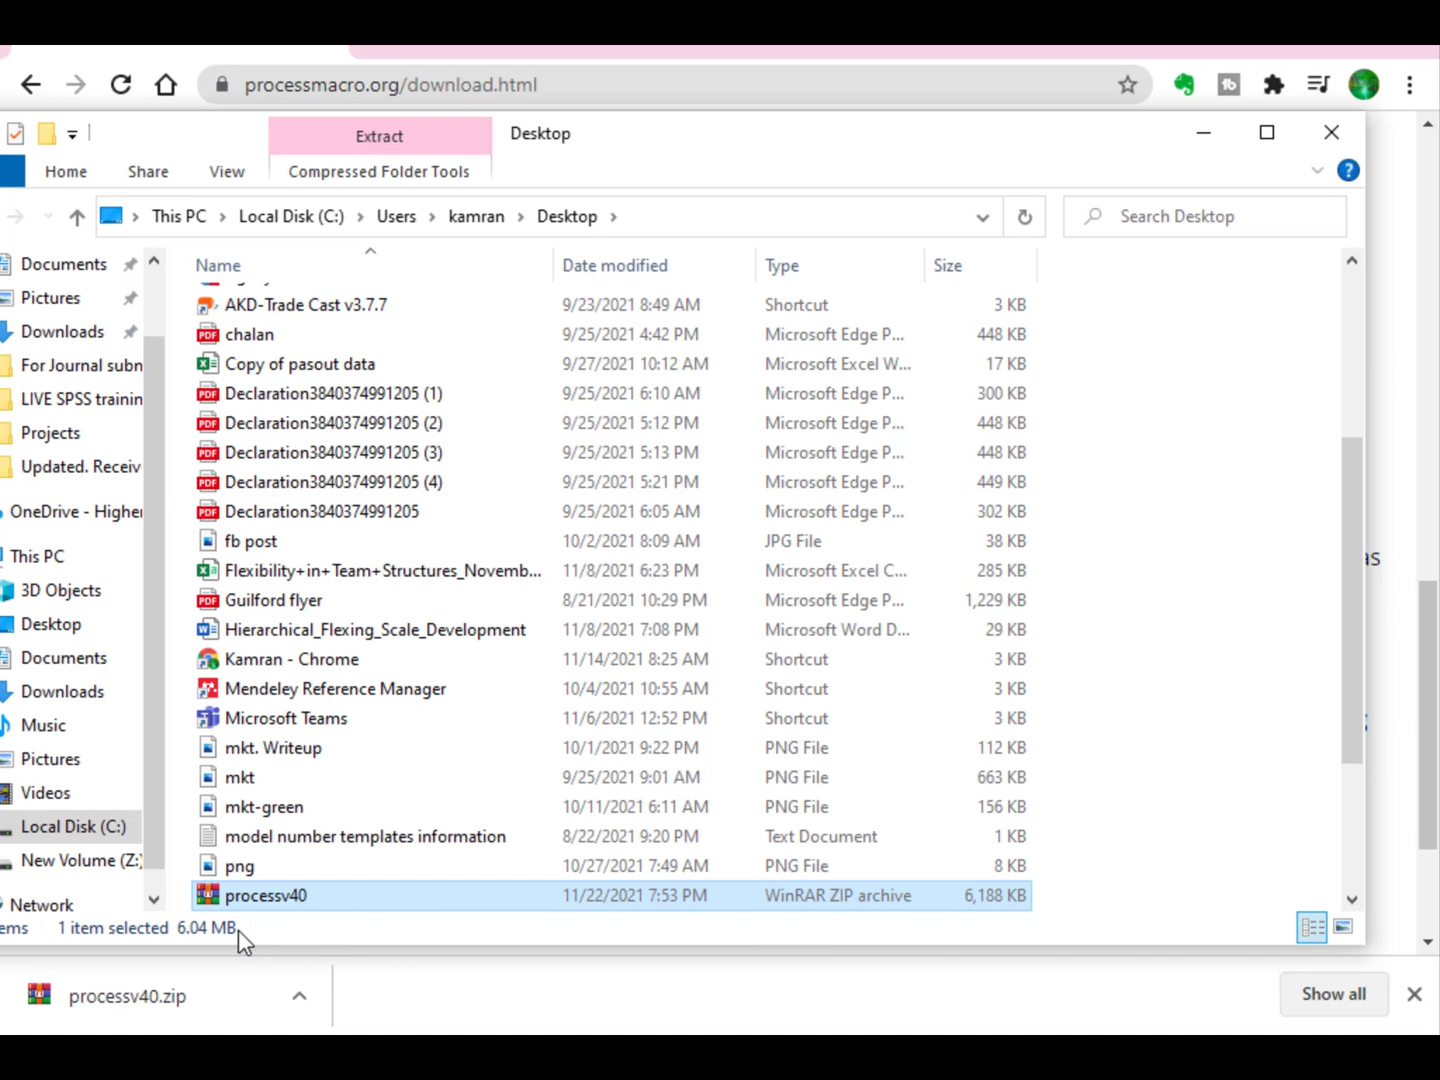 processmacro.org/download.html
Extract
Desktop
Home
Share
View
Compressed Folder Tools
This PC
Local Disk (C:)
Users
kamran
Desktop
Search Desktop
Name
Date modified
Type
Size
Documents
Pictures
Downloads
For Journal subn
LIVE SPSS trainin
Projects
Updated. Receiv
OneDrive - Higher
This PC
3D Objects
Desktop
Documents
Downloads
Music
Pictures
Videos
Local Disk (C:)
New Volume (Z:)
Network
AKD-Trade Cast v3.7.7 9/23/2021 8:49 AM Shortcut 3 KB
chalan 9/25/2021 4:42 PM Microsoft Edge P... 448 KB
Copy of pasout data 9/27/2021 10:12 AM Microsoft Excel W... 17 KB
Declaration3840374991205 (1) 9/25/2021 6:10 AM Microsoft Edge P... 300 KB
Declaration3840374991205 (2) 9/25/2021 5:12 PM Microsoft Edge P... 448 KB
Declaration3840374991205 (3) 9/25/2021 5:13 PM Microsoft Edge P... 448 KB
Declaration3840374991205 (4) 9/25/2021 5:21 PM Microsoft Edge P... 449 KB
Declaration3840374991205 9/25/2021 6:05 AM Microsoft Edge P... 302 KB
fb post 10/2/2021 8:09 AM JPG File 38 KB
Flexibility+in+Team+Structures_Novemb... 11/8/2021 6:23 PM Microsoft Excel C... 285 KB
Guilford flyer 8/21/2021 10:29 PM Microsoft Edge P... 1,229 KB
Hierarchical_Flexing_Scale_Development 11/8/2021 7:08 PM Microsoft Word D... 29 KB
Kamran - Chrome 11/14/2021 8:25 AM Shortcut 3 KB
Mendeley Reference Manager 10/4/2021 10:55 AM Shortcut 3 KB
Microsoft Teams 11/6/2021 12:52 PM Shortcut 3 KB
mkt. Writeup 10/1/2021 9:22 PM PNG File 112 KB
mkt 9/25/2021 9:01 AM PNG File 663 KB
mkt-green 10/11/2021 6:11 AM PNG File 156 KB
model number templates information 8/22/2021 9:20 PM Text Document 1 KB
png 10/27/2021 7:49 AM PNG File 8 KB
processv40 11/22/2021 7:53 PM WinRAR ZIP archive 6,188 KB
as
ems 1 item selected 6.04 MB
processv40.zip
Show all